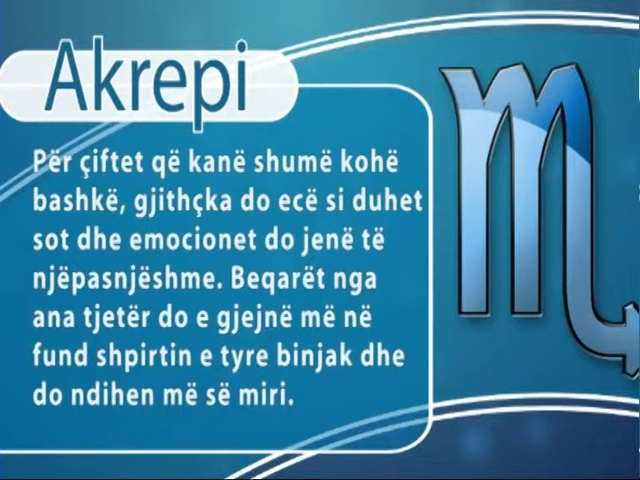 Akrepi
Për çiftet që kanë shumë kohë
bashkë, gjithçka do ecë si duhet
sot dhe emocionet do jenë të
njëpasnjëshme. Beqarët nga
ana tjetër do e gjejnë më në
fund shpirtin e tyre binjak dhe
do ndihen më së miri.